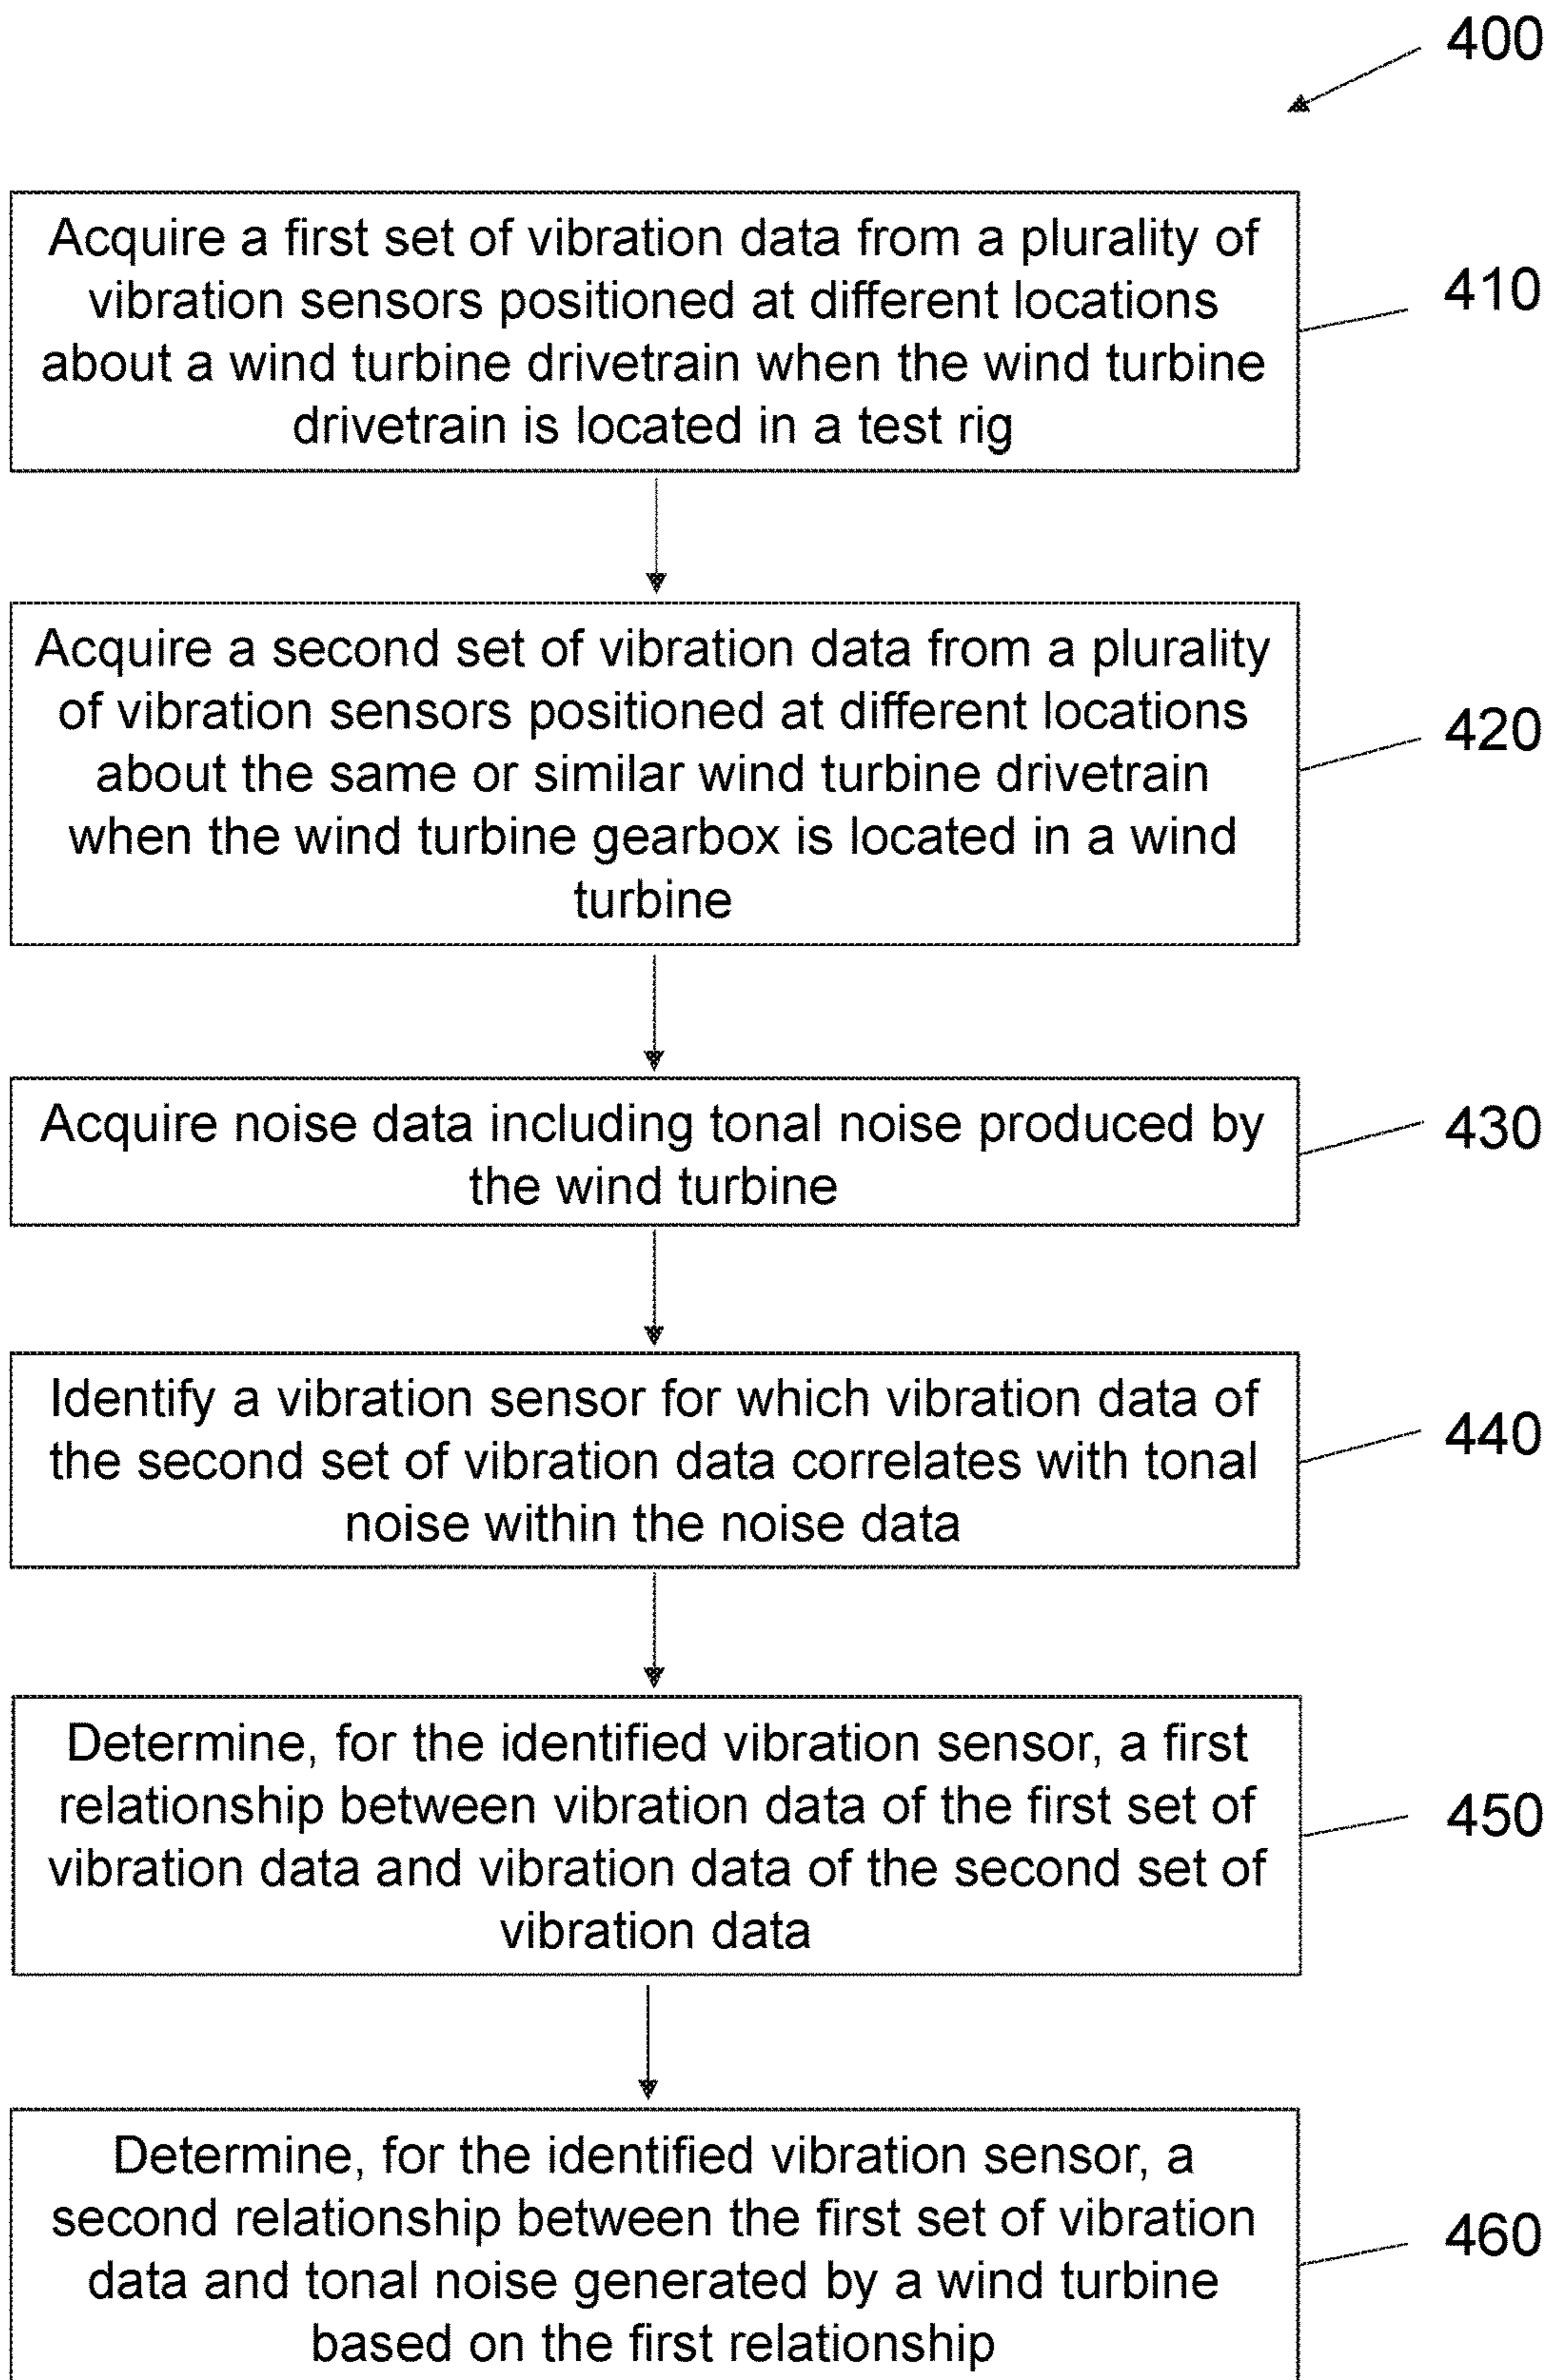 400
Acquire a first set of vibration data from a plurality of
vibration sensors positioned at different locations
about a wind turbine drivetrain when the wind turbine
drivetrain is located in a test rig
410
Acquire a second set of vibration data from a plurality
of vibration sensors positioned at different locations
about the same or similar wind turbine drivetrain
when the wind turbine gearbox is located in a wind
turbine
420
Acquire noise data including tonal noise produced by
the wind turbine
430
Identify a vibration sensor for which vibration data of
the second set of vibration data correlates with tonal
noise within the noise data
440
Determine, for the identified vibration sensor, a first
relationship between vibration data of the first set of
vibration data and vibration data of the second set of
vibration data
450
Determine, for the identified vibration sensor, a
second relationship between the first set of vibration
data and tonal noise generated by a wind turbine
based on the first relationship
460